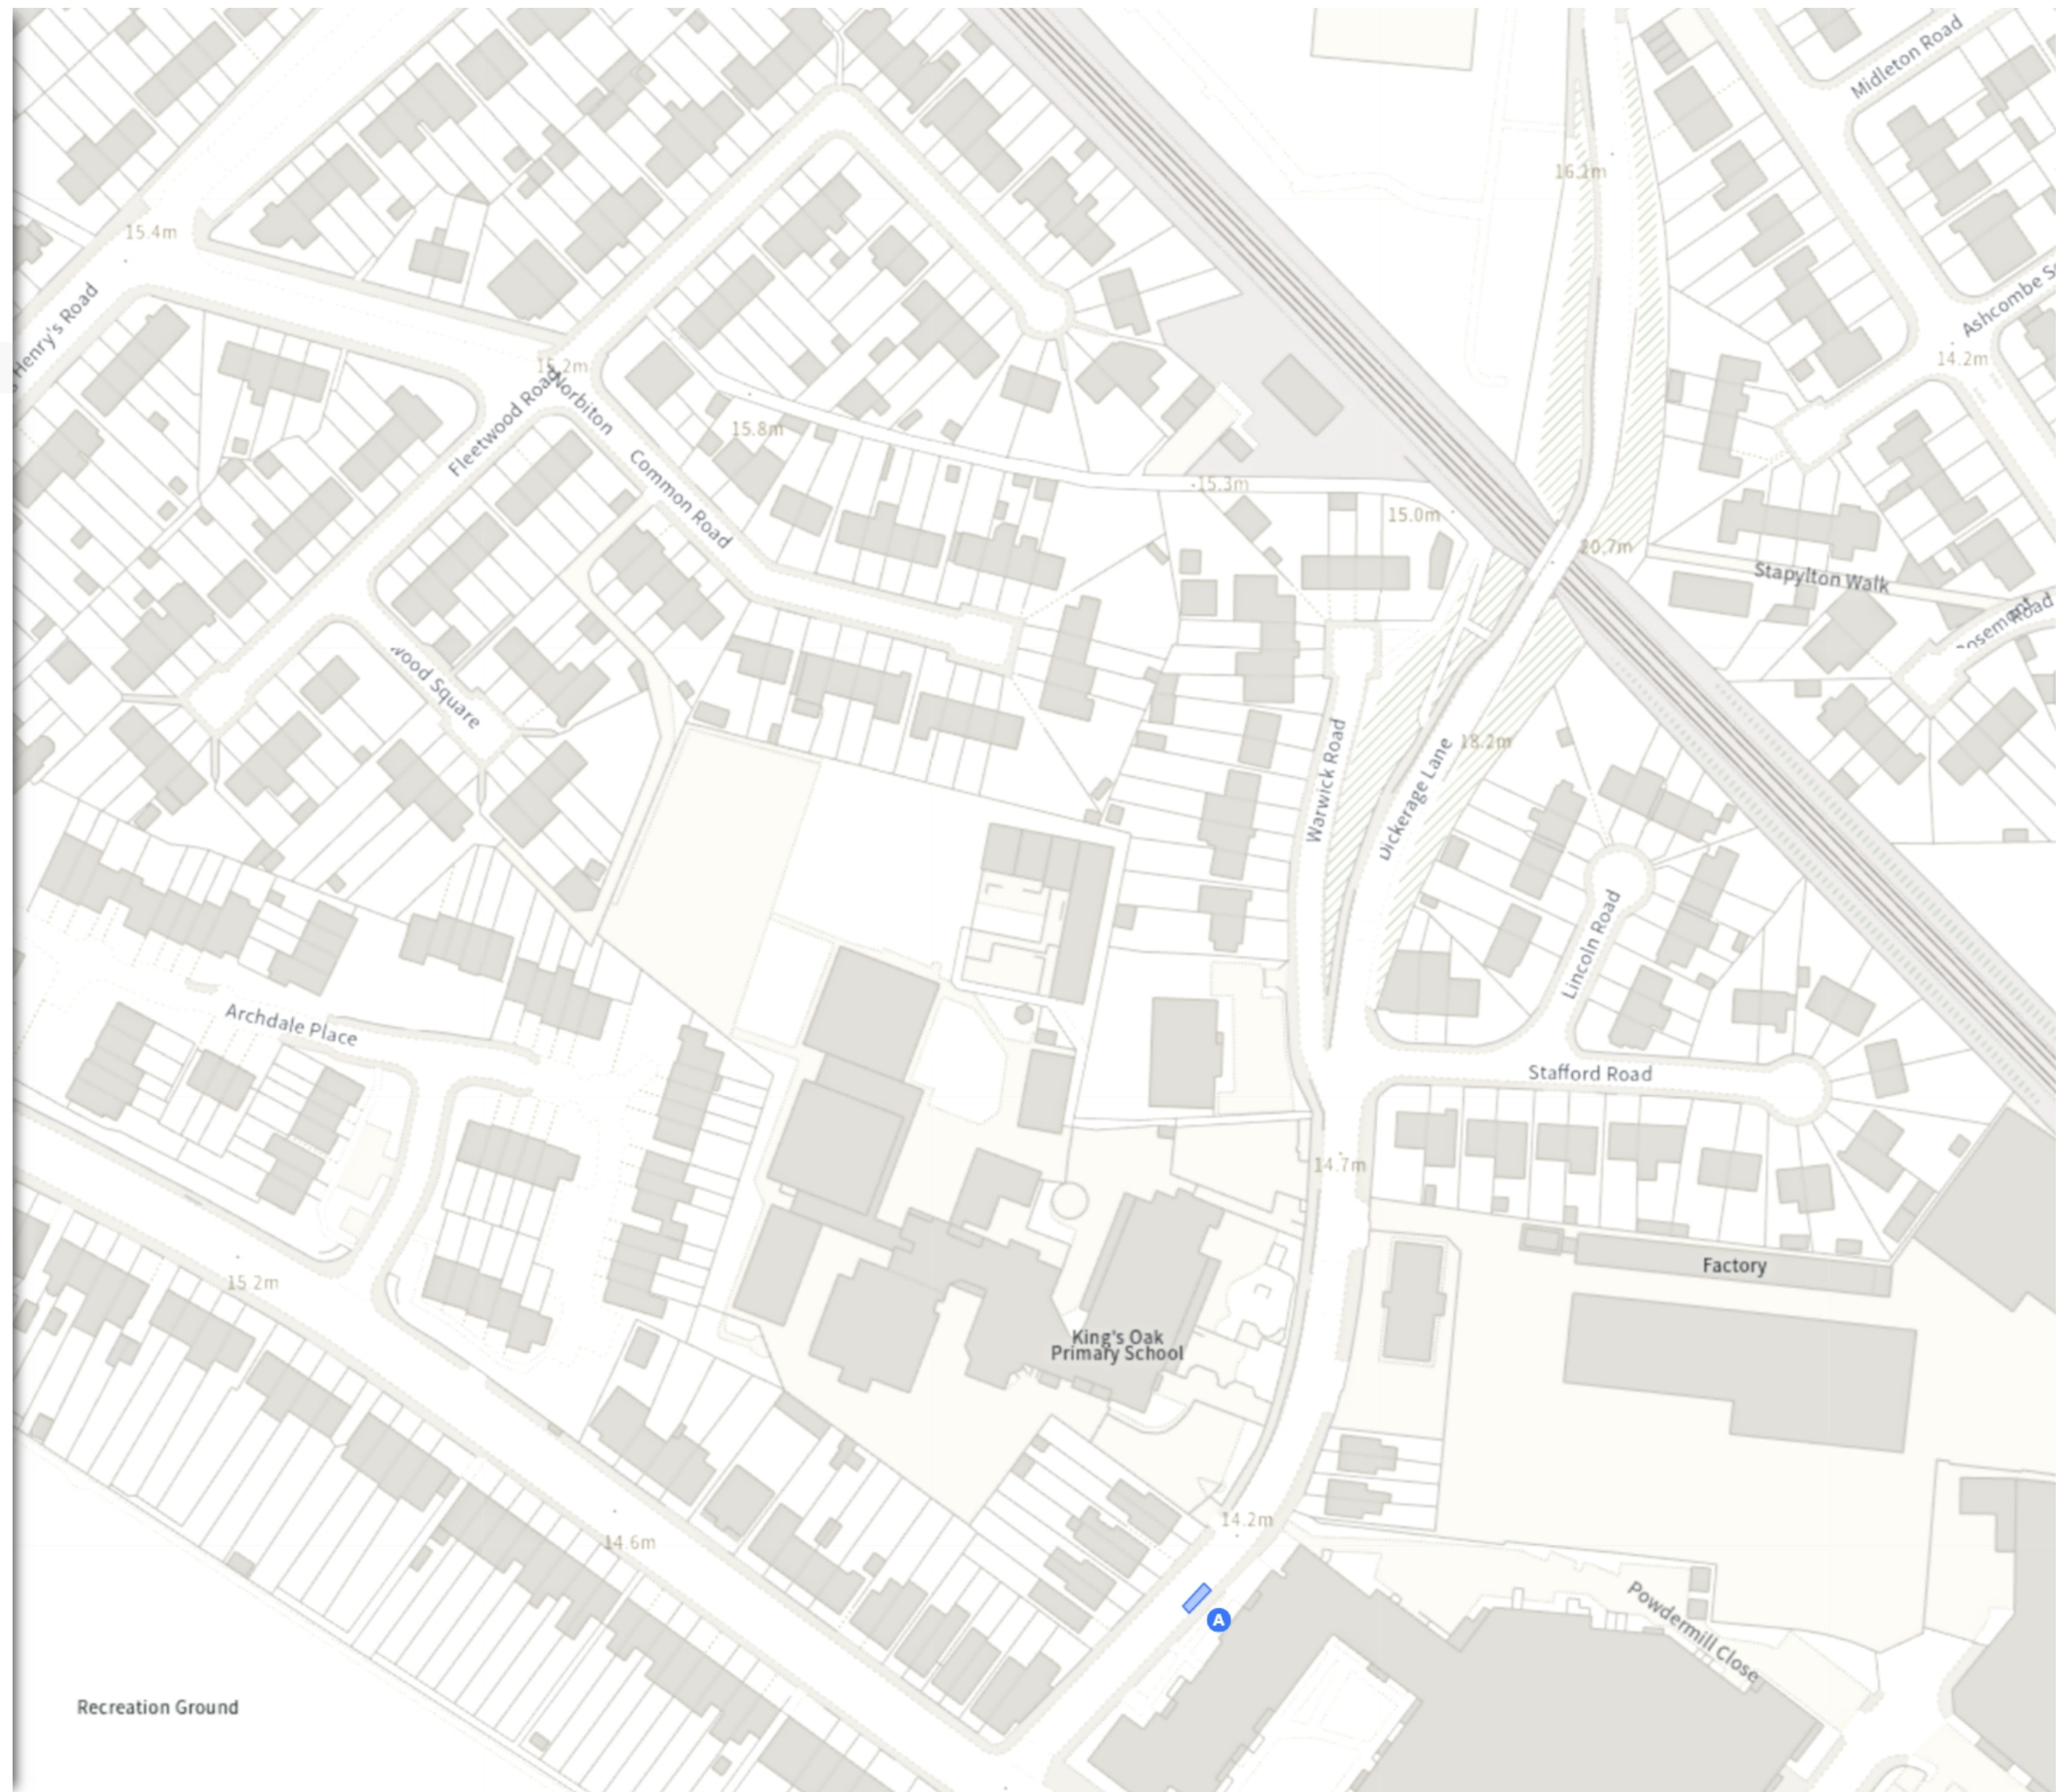 Midleton Road
16.1m
15.4m
Henry's Road
Ashcombe
14.2m
15.2m
Norbiton
Fleetwood Road
15.8m
Common Road
15.3m
15.0m
20.7m
Stapylton Walk
Road
wood Square
Warwick Road
18.2m
Dickerage Lane
Lincoln Road
Archdale Place
Stafford Road
14.7m
15 2m
Factory
King's Oak
Primary School
14.2m
14.6m
A
Powdermill Close
Recreation Ground